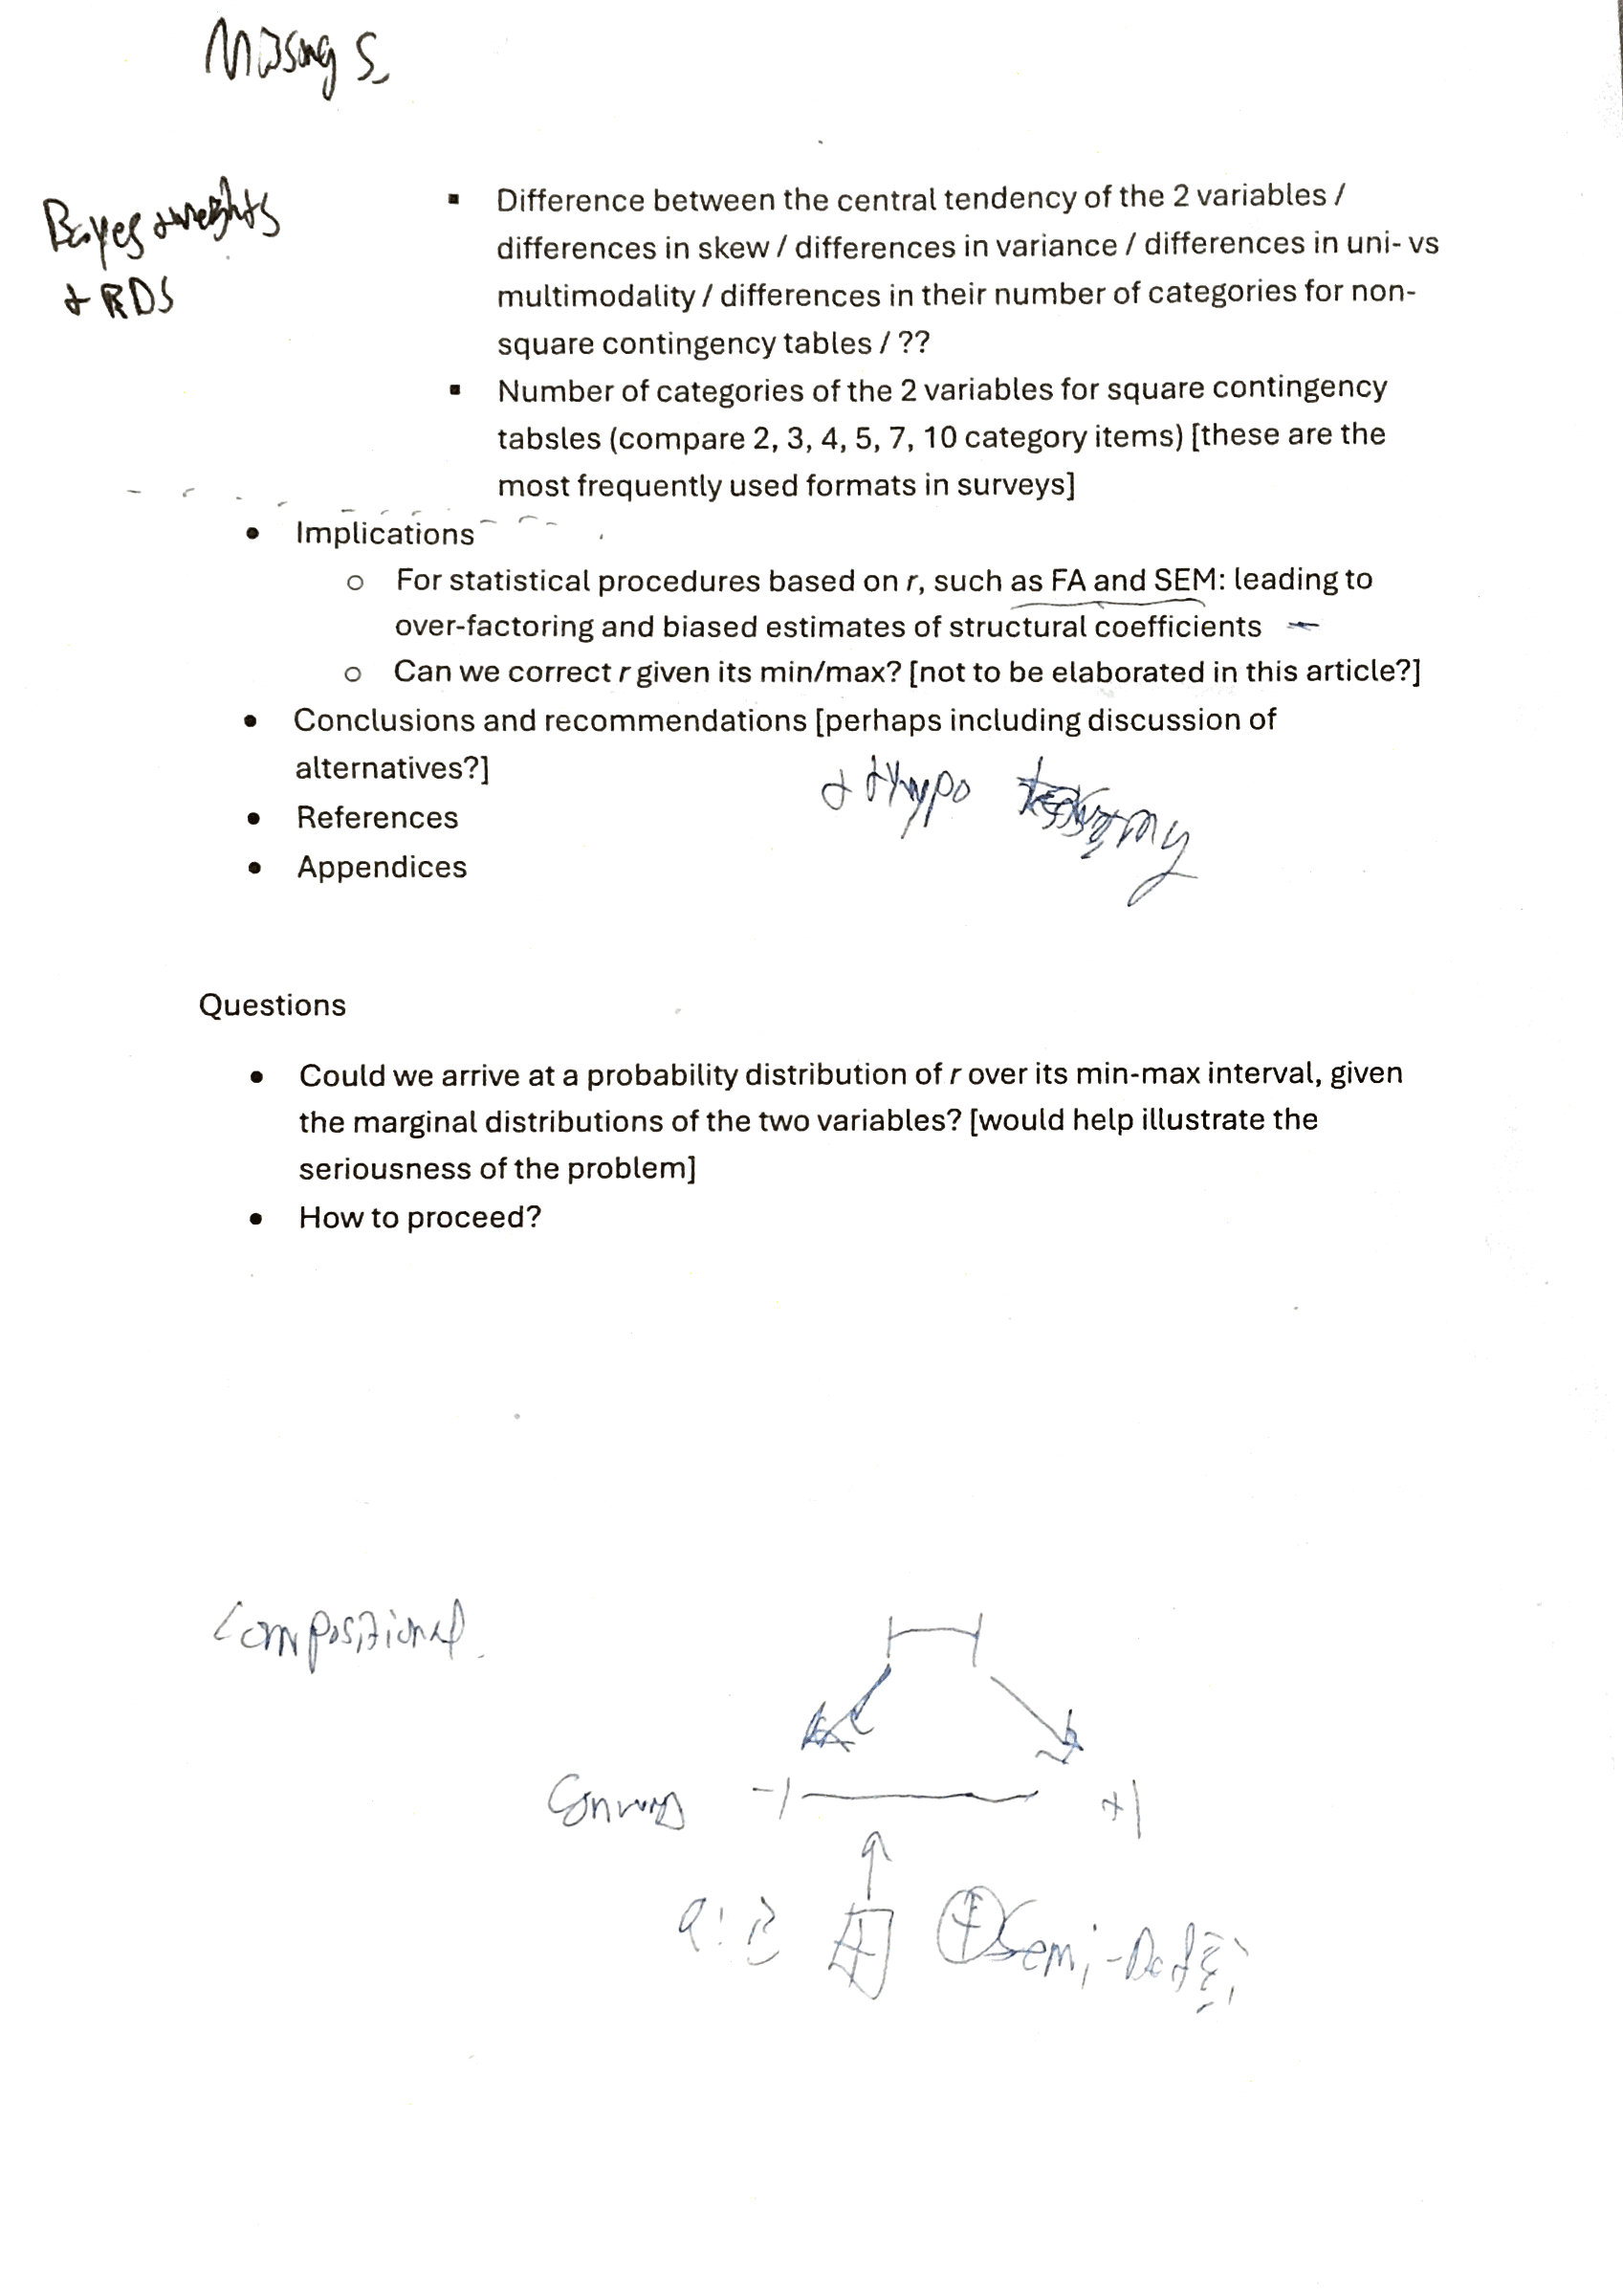 Bayes + weights
+ RDS
▪ Difference between the central tendency of the 2 variables /
differences in skew / differences in variance / differences in uni- vs
multimodality / differences in their number of categories for non-
square contingency tables / ??
▪ Number of categories of the 2 variables for square contingency
tabsles (compare 2, 3, 4, 5, 7, 10 category items) [these are the
most frequently used formats in surveys]
• Implications
o For statistical procedures based on r, such as FA and SEM: leading to
over-factoring and biased estimates of structural coefficients
o Can we correct r given its min/max? [not to be elaborated in this article?]
• Conclusions and recommendations [perhaps including discussion of
alternatives?]
+ Hypo
• References
• Appendices
Questions
• Could we arrive at a probability distribution of r over its min-max interval, given
the marginal distributions of the two variables? [would help illustrate the
seriousness of the problem]
• How to proceed?
Compositional
-1 +1